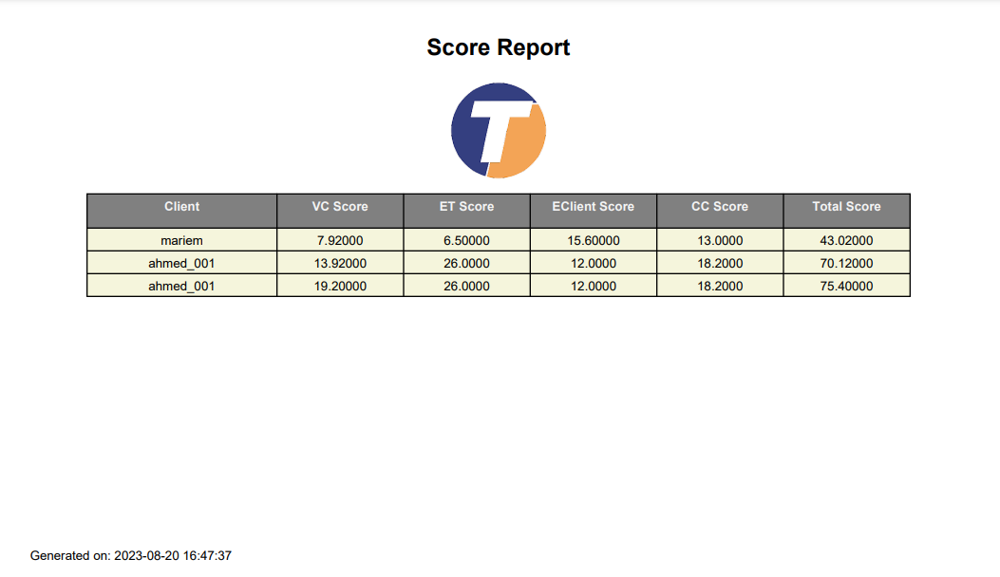 Score Report
T
Client VC Score ET Score EClient Score CC Score Total Score
mariem 7.92000 6.50000 15.60000 13.0000 43.02000
ahmed_001 13.92000 26.0000 12.0000 18.2000 70.12000
ahmed_001 19.20000 26.0000 12.0000 18.2000 75.40000
Generated on: 2023-08-20 16:47:37